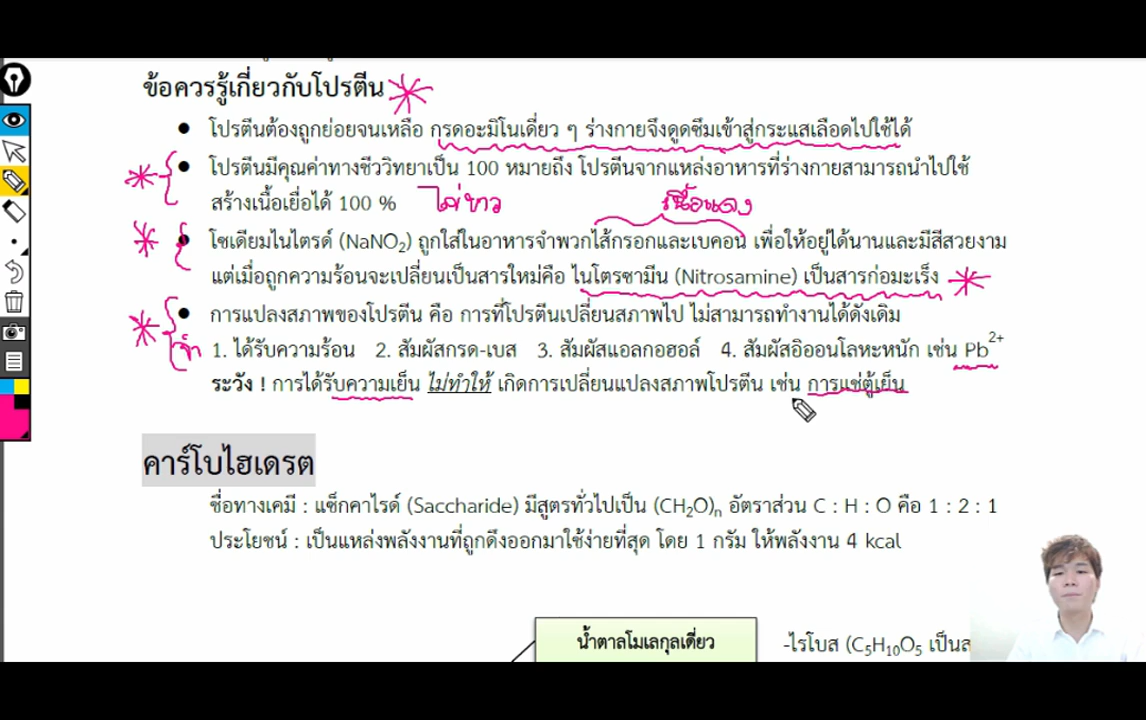 ข้อควรรู้เกี่ยวกับโปรตีน
● โปรตีนต้องถูกย่อยจนเหลือ กรดอะมิโนเดี่ยว ๆ ร่างกายจึงดูดซึมเข้าสู่กระแสเลือดไปใช้ได้
● โปรตีนมีคุณค่าทางชีววิทยาเป็น 100 หมายถึง โปรตีนจากแหล่งอาหารที่ร่างกายสามารถนำไปใช้
สร้างเนื้อเยื่อได้ 100 % ไข่ขาว เนื้อแดง
● โซเดียมไนไตรด์ (NaNO₂) ถูกใส่ในอาหารจำพวกไส้กรอกและเบคอน เพื่อให้อยู่ได้นานและมีสีสวยงาม
แต่เมื่อถูกความร้อนจะเปลี่ยนเป็นสารใหม่คือ ไนโตรซามีน (Nitrosamine) เป็นสารก่อมะเร็ง
● การแปลงสภาพของโปรตีน คือ การที่โปรตีนเปลี่ยนสภาพไป ไม่สามารถทำงานได้ดังเดิม
จำ 1. ได้รับความร้อน 2. สัมผัสกรด-เบส 3. สัมผัสแอลกอฮอล์ 4. สัมผัสอิออนโลหะหนัก เช่น Pb²⁺
ระวัง ! การได้รับความเย็น ไม่ทำให้ เกิดการเปลี่ยนแปลงสภาพโปรตีน เช่น การแช่ตู้เย็น
คาร์โบไฮเดรต
ชื่อทางเคมี : แซ็กคาไรด์ (Saccharide) มีสูตรทั่วไปเป็น (CH₂O)ₙ อัตราส่วน C : H : O คือ 1 : 2 : 1
ประโยชน์ : เป็นแหล่งพลังงานที่ถูกดึงออกมาใช้ง่ายที่สุด โดย 1 กรัม ให้พลังงาน 4 kcal
น้ำตาลโมเลกุลเดี่ยว -ไรโบส (C₅H₁₀O₅ เป็นส